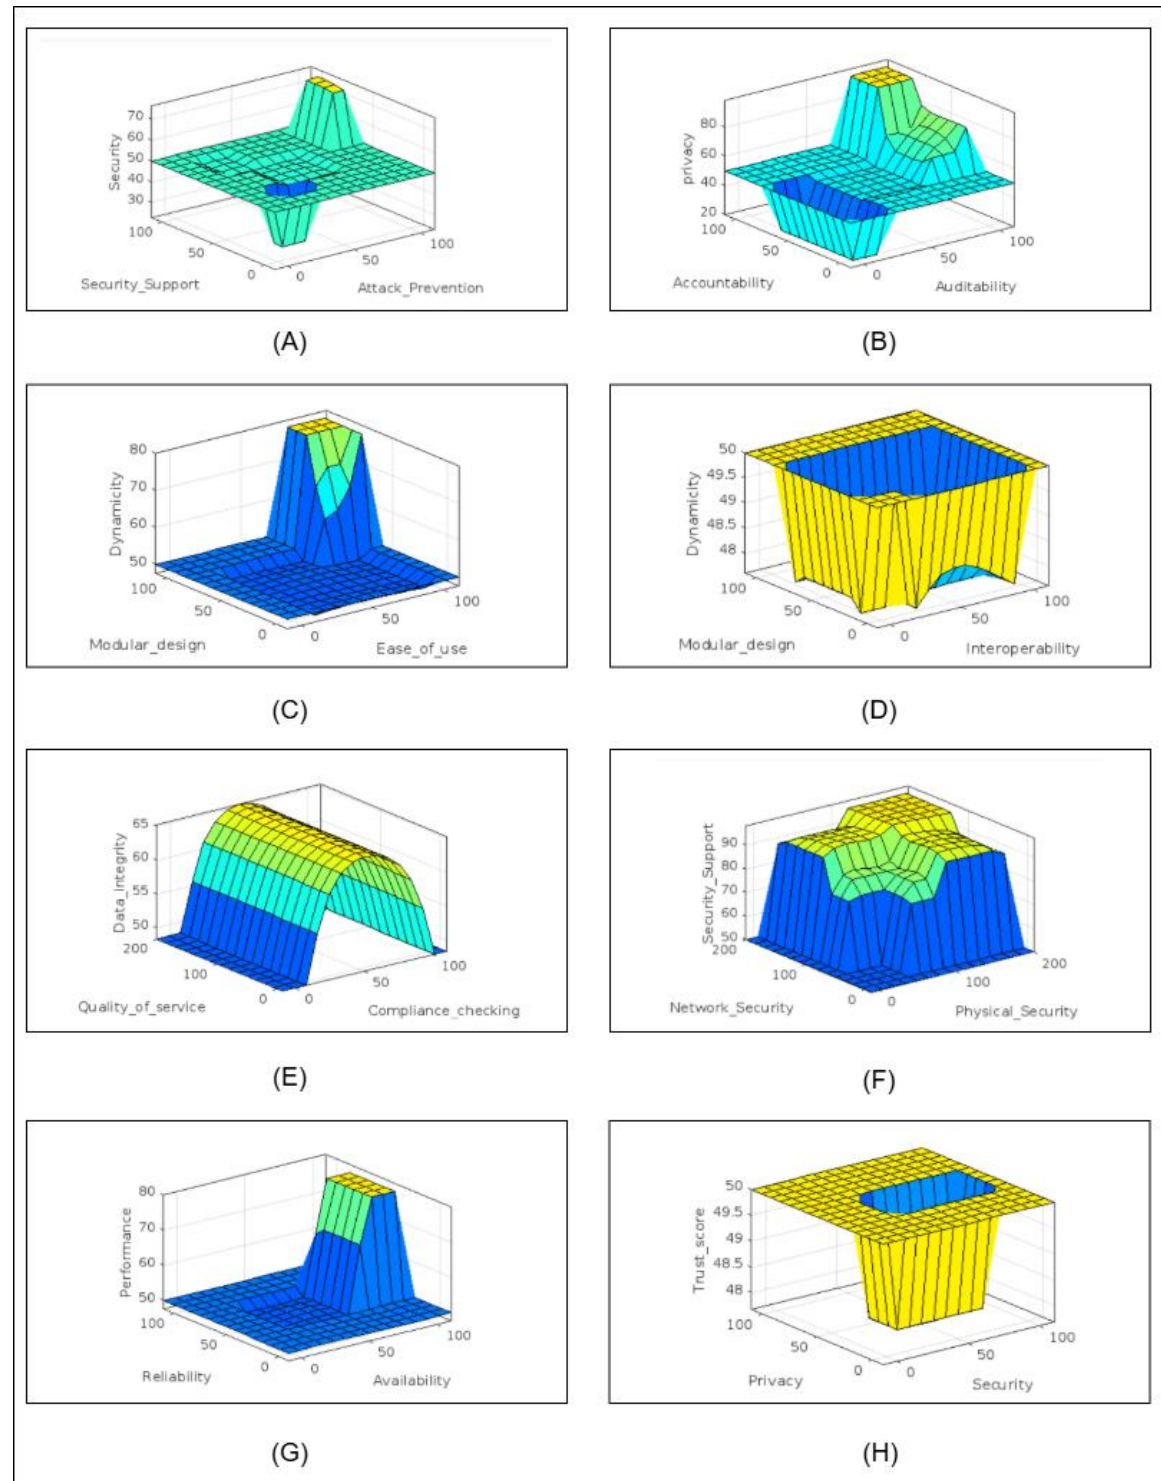 70
60
50
40
30
Security
100
50
0
Security_Support
0
50
100
Attack_Prevention
(A)
80
60
40
20
privacy
100
50
0
Accountability
0
50
100
Auditability
(B)
80
70
60
50
Dynamicity
100
50
0
Modular_design
0
50
100
Ease_of_use
(C)
50
49.5
49
48.5
48
Dynamicity
100
50
0
Modular_design
0
50
100
Interoperability
(D)
65
60
55
50
Data_integrity
200
100
0
Quality_of_service
0
50
100
Compliance_checking
(E)
90
80
70
60
50
Security_Support
200
100
0
Network_Security
0
100
200
Physical_Security
(F)
80
70
60
50
Performance
100
50
0
Reliability
0
50
100
Availability
(G)
50
49.5
49
48.5
48
Trust_score
100
50
0
Privacy
0
50
100
Security
(H)